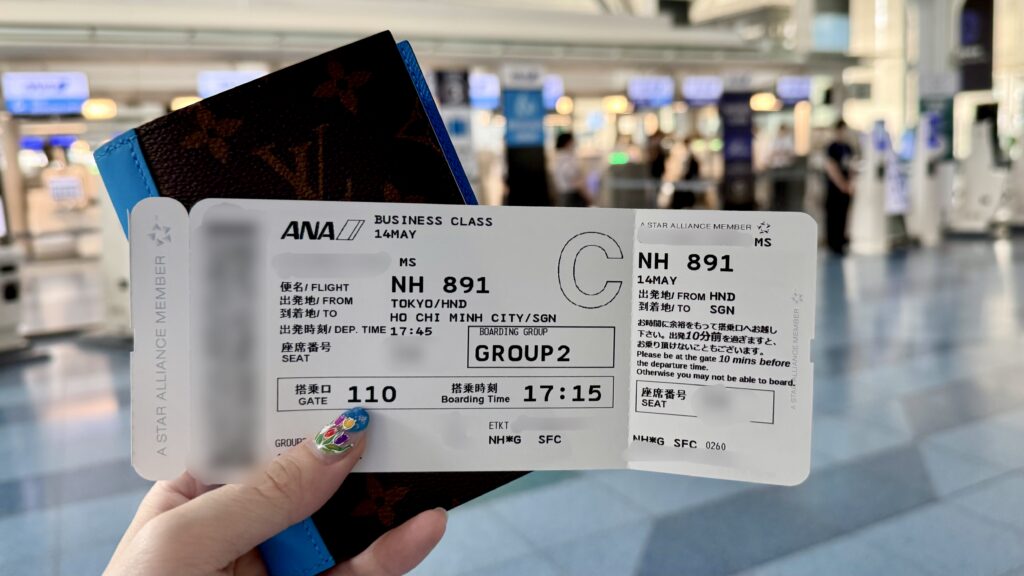 ANA
A STAR ALLIANCE MEMBER
ANA BUSINESS CLASS
14MAY
MS
便名/FLIGHT NH 891
出発地/FROM TOKYO/HND
到着地/TO HO CHI MINH CITY/SGN
出発時刻/DEP. TIME 17:45
座席番号
SEAT
C
BOARDING GROUP
GROUP2
搭乗口
GATE 110
搭乗時刻
Boarding Time 17:15
ETKT
NH*G SFC
GROUP
A STAR ALLIANCE MEMBER
MS
NH 891
14MAY
出発地/FROM HND
到着地/TO SGN
お時間に余裕をもって搭乗口へお越し
下さい。出発10分前を過ぎますと、
お乗り頂けないこともございます。
Please be at the gate 10 mins before
the departure time.
Otherwise you may not be able to board.
座席番号
SEAT
NH*G SFC 0260
A STAR ALLIANCE MEMBER
LV